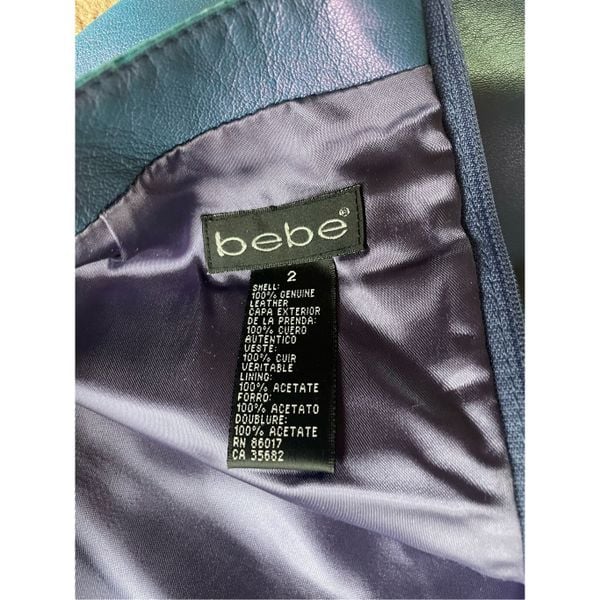 bebe®
2
SHELL:
100% GENUINE
LEATHER
CAPA EXTERIOR
DE LA PRENDA:
100% CUERO
AUTENTICO
VESTE:
100% CUIR
VERITABLE
LINING:
100% ACETATE
FORRO:
100% ACETATO
DOUBLURE:
100% ACETATE
RN 86017
CA 35682